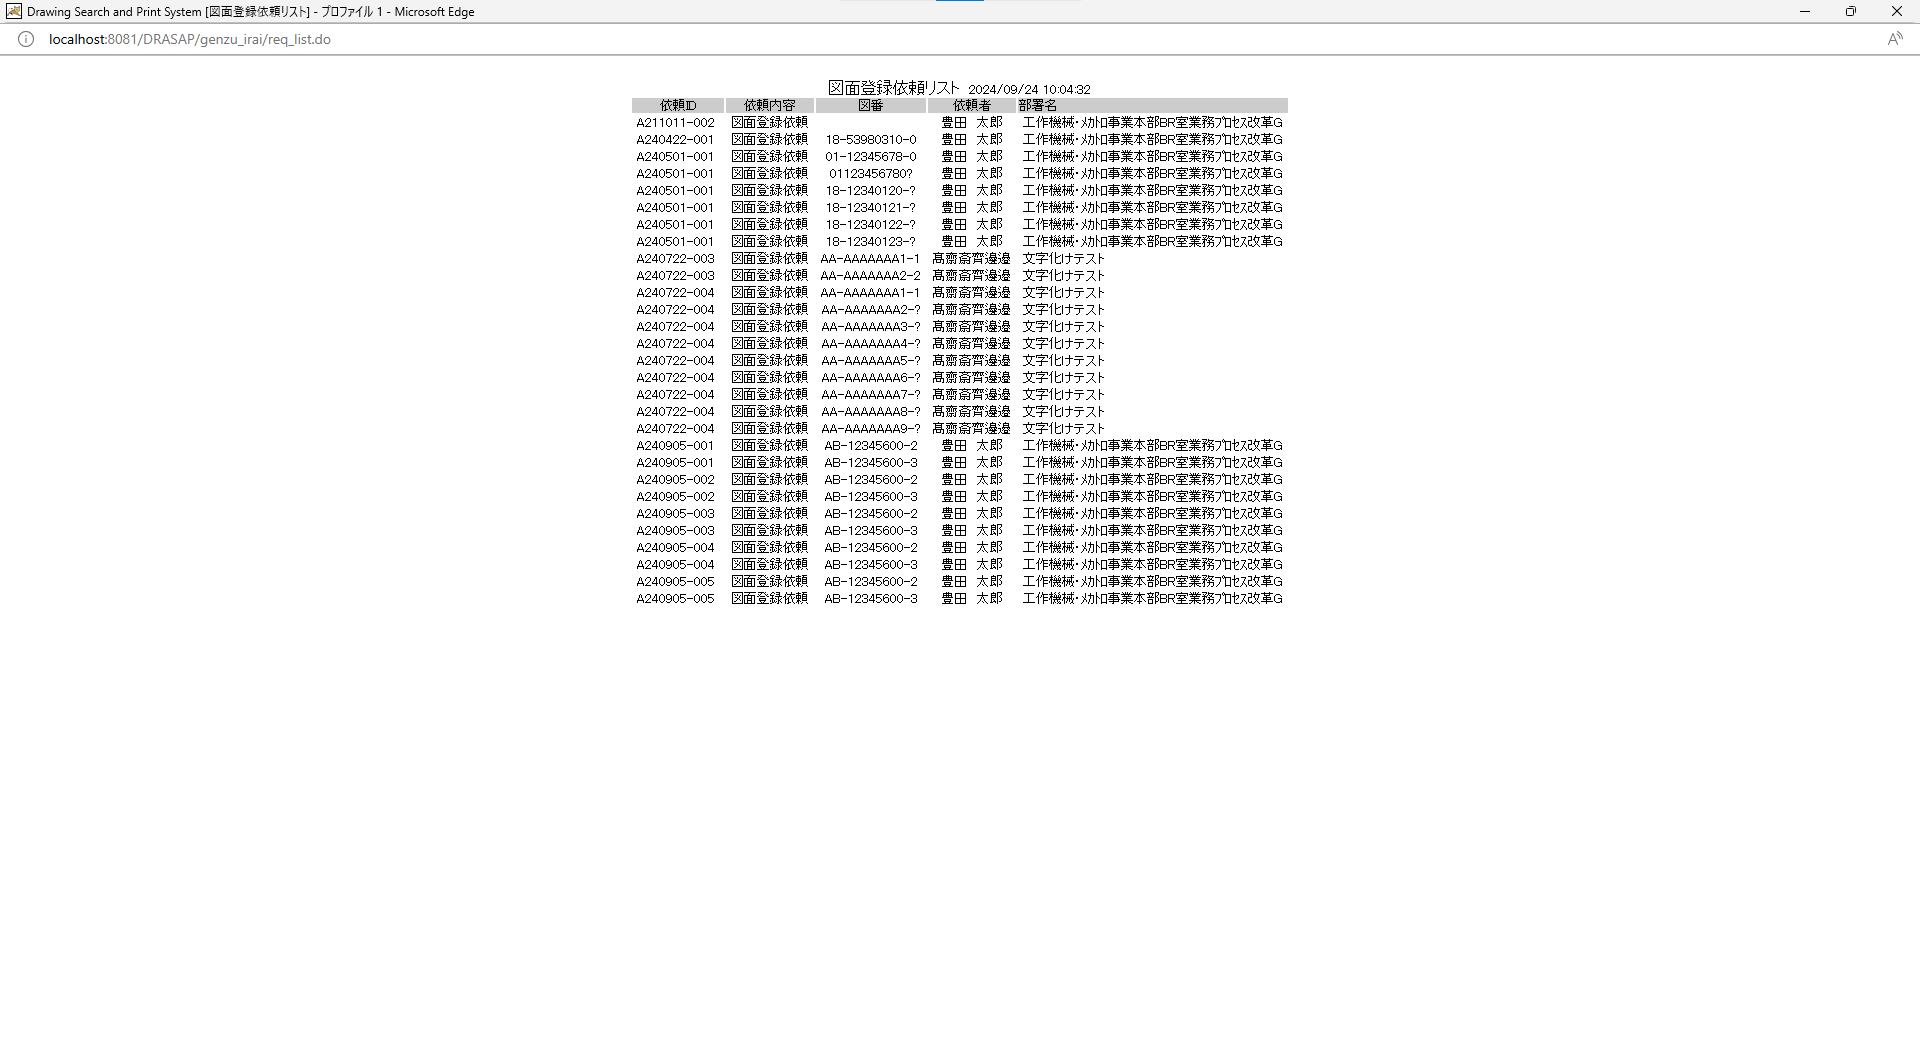 Drawing Search and Print System [図面登録依頼リスト] - プロファイル 1 - Microsoft Edge
localhost:8081/DRASAP/genzu_irai/req_list.do
図面登録依頼リスト 2024/09/24 10:04:32
依頼ID 依頼内容 図番 依頼者 部署名
A211011-002 図面登録依頼 豊田　太郎 工作機械・ﾒｶﾄﾛ事業本部BR室業務ﾌﾟﾛｾｽ改革G
A240422-001 図面登録依頼 18-53980310-0 豊田　太郎 工作機械・ﾒｶﾄﾛ事業本部BR室業務ﾌﾟﾛｾｽ改革G
A240501-001 図面登録依頼 01-12345678-0 豊田　太郎 工作機械・ﾒｶﾄﾛ事業本部BR室業務ﾌﾟﾛｾｽ改革G
A240501-001 図面登録依頼 01123456780? 豊田　太郎 工作機械・ﾒｶﾄﾛ事業本部BR室業務ﾌﾟﾛｾｽ改革G
A240501-001 図面登録依頼 18-12340120-? 豊田　太郎 工作機械・ﾒｶﾄﾛ事業本部BR室業務ﾌﾟﾛｾｽ改革G
A240501-001 図面登録依頼 18-12340121-? 豊田　太郎 工作機械・ﾒｶﾄﾛ事業本部BR室業務ﾌﾟﾛｾｽ改革G
A240501-001 図面登録依頼 18-12340122-? 豊田　太郎 工作機械・ﾒｶﾄﾛ事業本部BR室業務ﾌﾟﾛｾｽ改革G
A240501-001 図面登録依頼 18-12340123-? 豊田　太郎 工作機械・ﾒｶﾄﾛ事業本部BR室業務ﾌﾟﾛｾｽ改革G
A240722-003 図面登録依頼 AA-AAAAAAA1-1 髙齋斎齊邊邉 文字化けテスト
A240722-003 図面登録依頼 AA-AAAAAAA2-2 髙齋斎齊邊邉 文字化けテスト
A240722-004 図面登録依頼 AA-AAAAAAA1-1 髙齋斎齊邊邉 文字化けテスト
A240722-004 図面登録依頼 AA-AAAAAAA2-? 髙齋斎齊邊邉 文字化けテスト
A240722-004 図面登録依頼 AA-AAAAAAA3-? 髙齋斎齊邊邉 文字化けテスト
A240722-004 図面登録依頼 AA-AAAAAAA4-? 髙齋斎齊邊邉 文字化けテスト
A240722-004 図面登録依頼 AA-AAAAAAA5-? 髙齋斎齊邊邉 文字化けテスト
A240722-004 図面登録依頼 AA-AAAAAAA6-? 髙齋斎齊邊邉 文字化けテスト
A240722-004 図面登録依頼 AA-AAAAAAA7-? 髙齋斎齊邊邉 文字化けテスト
A240722-004 図面登録依頼 AA-AAAAAAA8-? 髙齋斎齊邊邉 文字化けテスト
A240722-004 図面登録依頼 AA-AAAAAAA9-? 髙齋斎齊邊邉 文字化けテスト
A240905-001 図面登録依頼 AB-12345600-2 豊田　太郎 工作機械・ﾒｶﾄﾛ事業本部BR室業務ﾌﾟﾛｾｽ改革G
A240905-001 図面登録依頼 AB-12345600-3 豊田　太郎 工作機械・ﾒｶﾄﾛ事業本部BR室業務ﾌﾟﾛｾｽ改革G
A240905-002 図面登録依頼 AB-12345600-2 豊田　太郎 工作機械・ﾒｶﾄﾛ事業本部BR室業務ﾌﾟﾛｾｽ改革G
A240905-002 図面登録依頼 AB-12345600-3 豊田　太郎 工作機械・ﾒｶﾄﾛ事業本部BR室業務ﾌﾟﾛｾｽ改革G
A240905-003 図面登録依頼 AB-12345600-2 豊田　太郎 工作機械・ﾒｶﾄﾛ事業本部BR室業務ﾌﾟﾛｾｽ改革G
A240905-003 図面登録依頼 AB-12345600-3 豊田　太郎 工作機械・ﾒｶﾄﾛ事業本部BR室業務ﾌﾟﾛｾｽ改革G
A240905-004 図面登録依頼 AB-12345600-2 豊田　太郎 工作機械・ﾒｶﾄﾛ事業本部BR室業務ﾌﾟﾛｾｽ改革G
A240905-004 図面登録依頼 AB-12345600-3 豊田　太郎 工作機械・ﾒｶﾄﾛ事業本部BR室業務ﾌﾟﾛｾｽ改革G
A240905-005 図面登録依頼 AB-12345600-2 豊田　太郎 工作機械・ﾒｶﾄﾛ事業本部BR室業務ﾌﾟﾛｾｽ改革G
A240905-005 図面登録依頼 AB-12345600-3 豊田　太郎 工作機械・ﾒｶﾄﾛ事業本部BR室業務ﾌﾟﾛｾｽ改革G